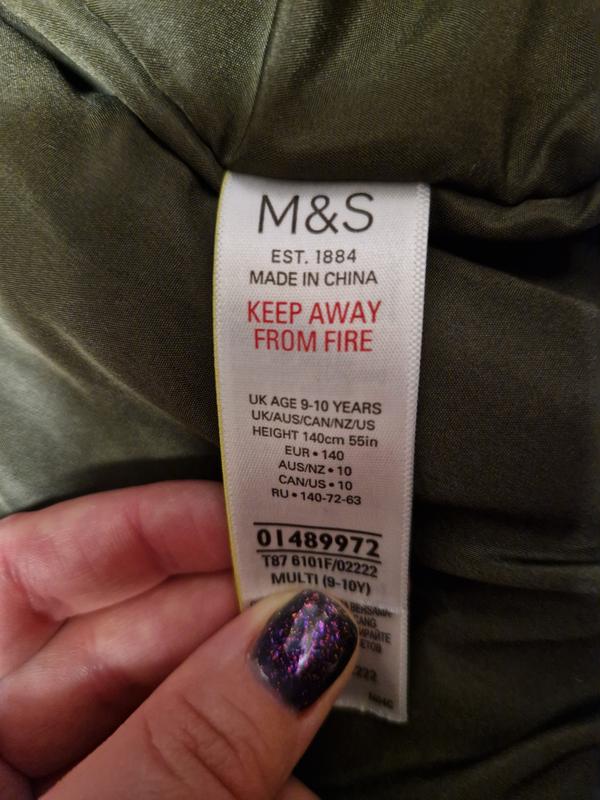 M&S
EST. 1884
MADE IN CHINA
KEEP AWAY
FROM FIRE
UK AGE 9-10 YEARS
UK/AUS/CAN/NZ/US
HEIGHT 140cm 55in
EUR • 140
AUS/NZ • 10
CAN/US • 10
RU • 140-72-63
01489972
T87 6101F/02222
MULTI (9-10Y)
BERSAMA